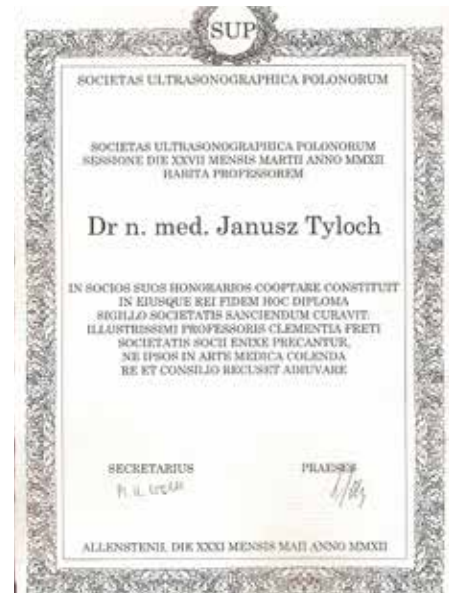 SUP
SOCIETAS ULTRASONOGRAPHICA POLONORUM
SOCIETAS ULTRASONOGRAPHICA POLONORUM
SESSIONE DIE XXVII MENSIS MARTII ANNO MMXII
HABITA PROFESSOREM
Dr n. med. Janusz Tyloch
IN SOCIOS SUOS HONORARIOS COOPTARE CONSTITUIT
IN EIUSQUE REI FIDEM HOC DIPLOMA
SIGILLO SOCIETATIS SANCIENDUM CURAVIT.
ILLUSTRISSIMI PROFESSORIS CLEMENTIA FRETI
SOCIETATIS SOCII ENIXE PRECANTUR,
NE IPSOS IN ARTE MEDICA COLENDA
RE ET CONSILIO RECUSET ADIUVARE
SECRETARIUS
PRAESES
ALLENSTENII, DIE XXXI MENSIS MAII ANNO MMXII